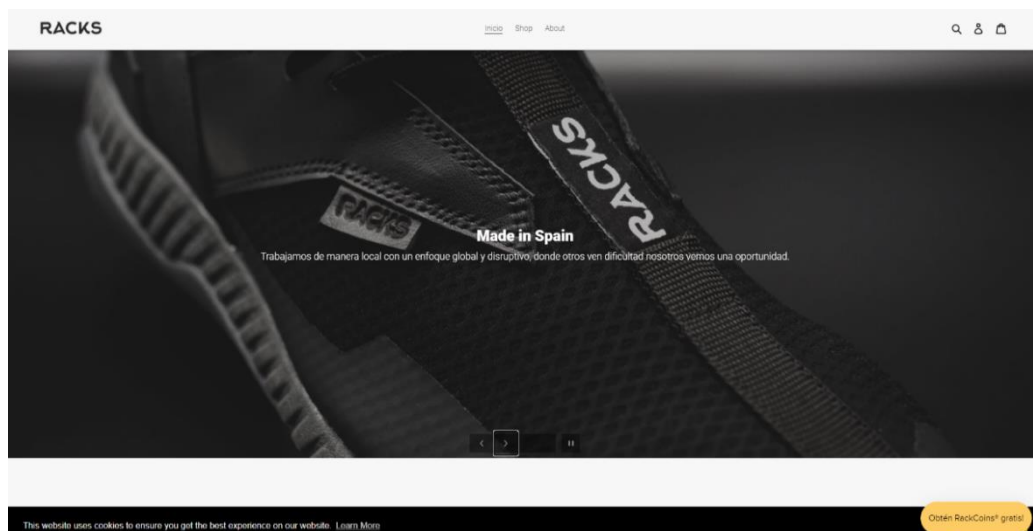 RACKS
Inicio Shop About
RACKS
RACKS
Made in Spain
Trabajamos de manera local con un enfoque global y disruptivo, donde otros ven dificultad nosotros vemos una oportunidad.
Obtén RackCoins® gratis!
This website uses cookies to ensure you get the best experience on our website. Learn More